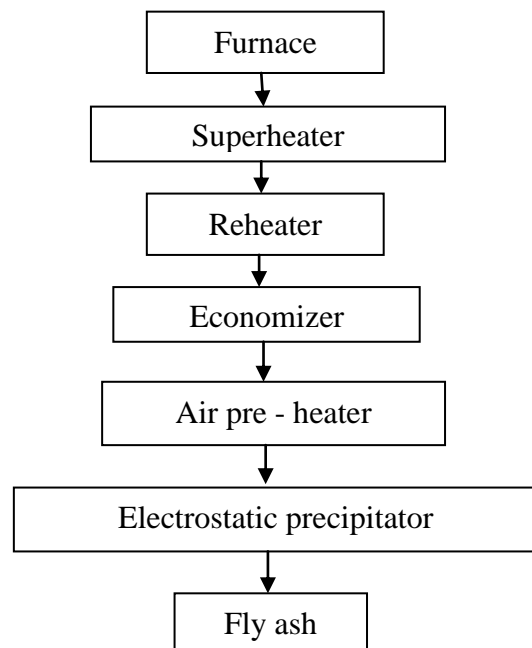 Furnace
Superheater
Reheater
Economizer
Air pre - heater
Electrostatic precipitator
Fly ash